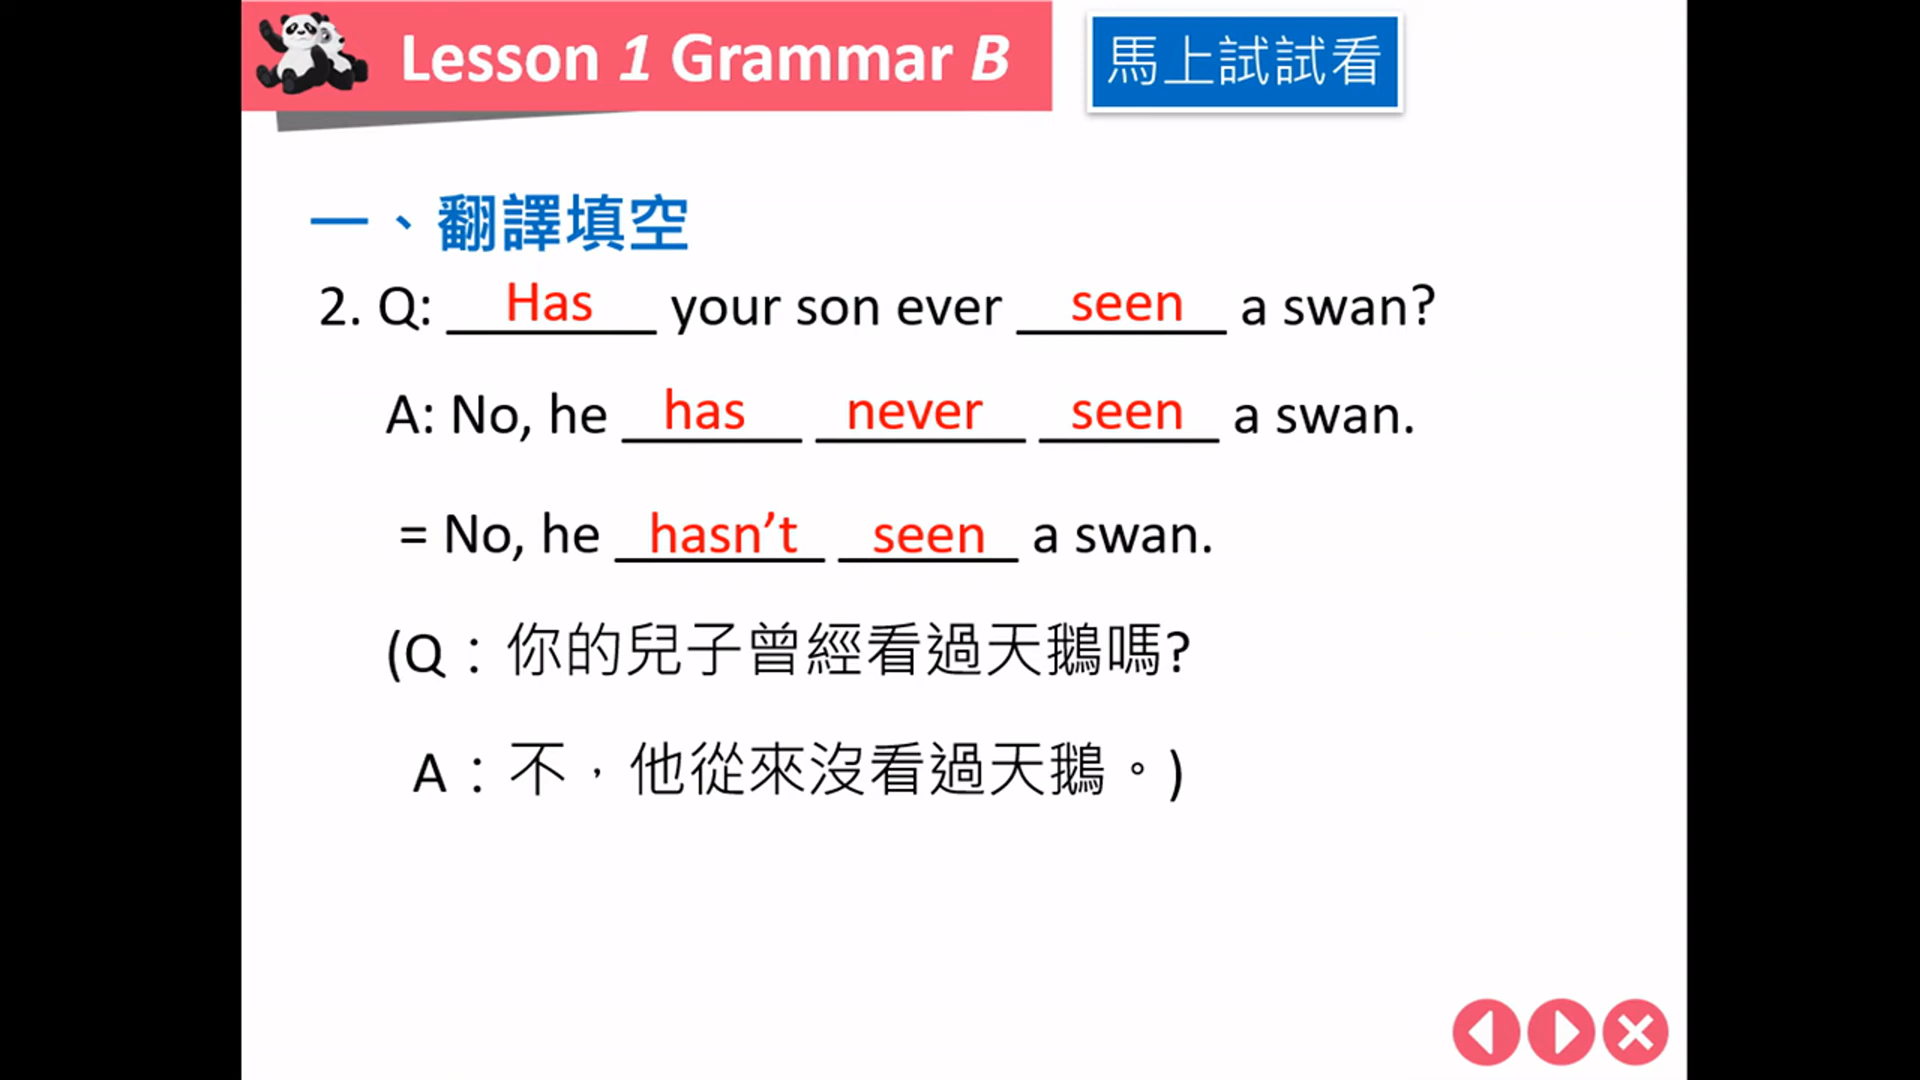 Lesson 1 Grammar B
馬上試試看
一、翻譯填空
2. Q: Has your son ever seen a swan?
A: No, he has never seen a swan.
= No, he hasn’t seen a swan.
(Q：你的兒子曾經看過天鵝嗎?
A：不，他從來沒看過天鵝。)